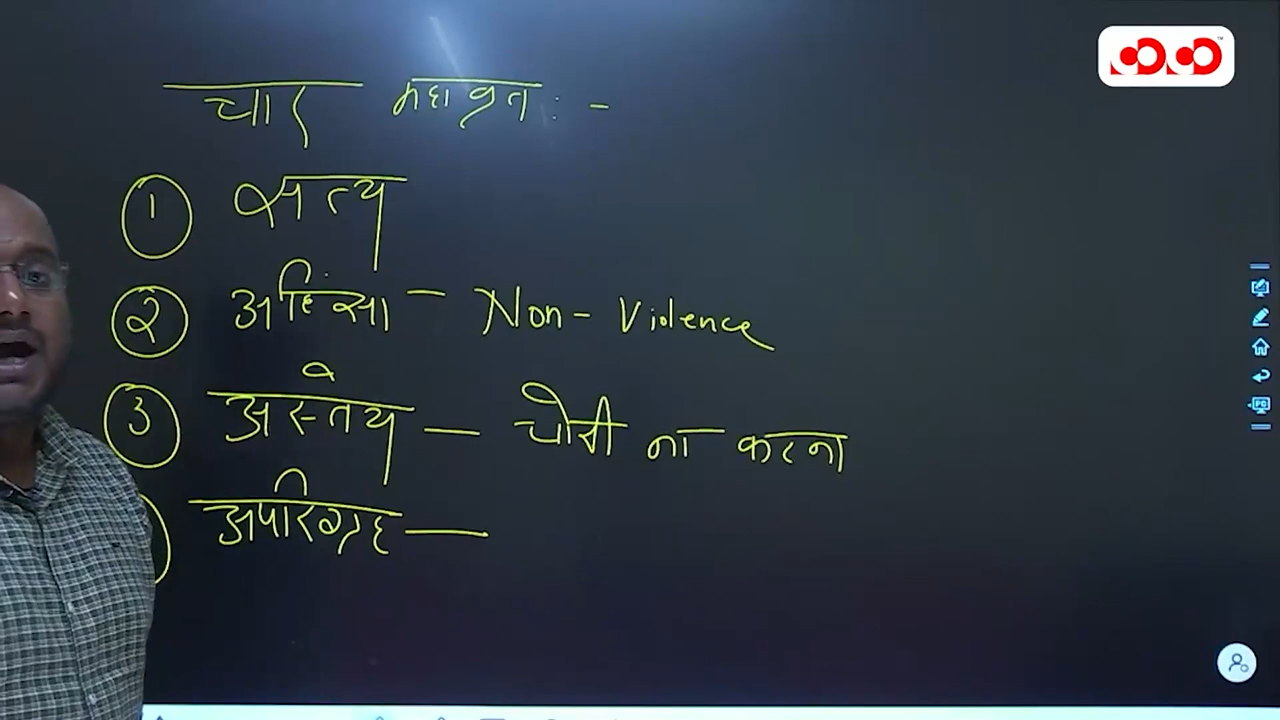 चार महाव्रत : -
① सत्य
② अहिंसा - Non-Violence
③ अस्तेय — चोरी ना करना
अपरिग्रह —